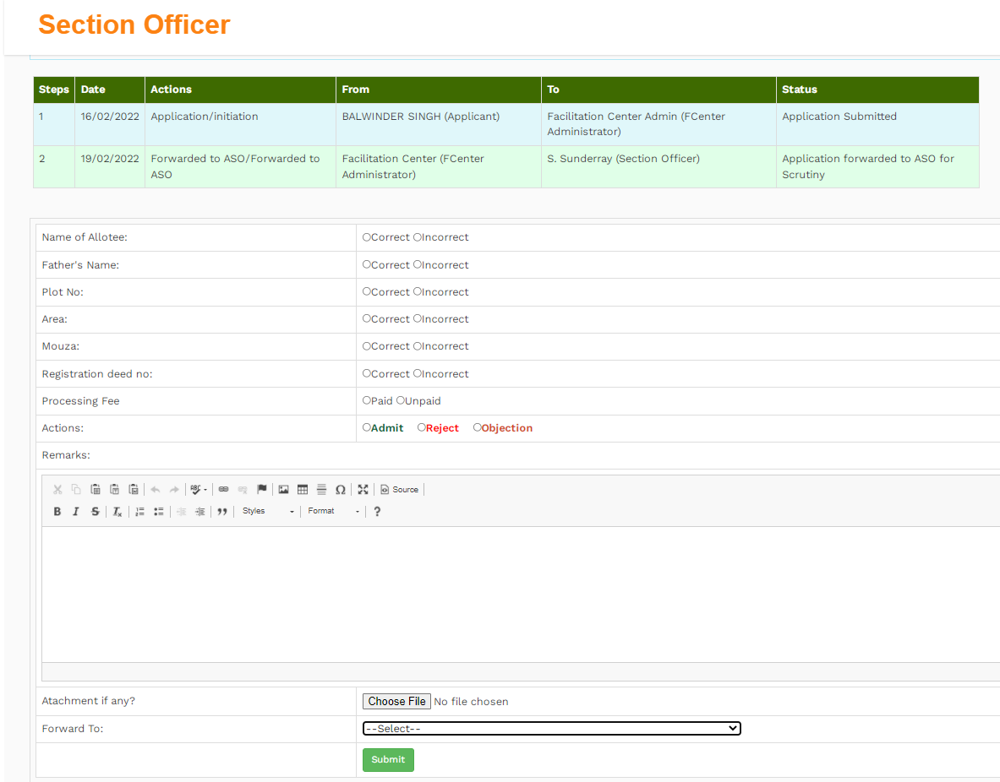 Section Officer
Steps Date Actions From To Status
1 16/02/2022 Application/initiation BALWINDER SINGH (Applicant) Facilitation Center Admin (FCenter Administrator) Application Submitted
2 19/02/2022 Forwarded to ASO/Forwarded to ASO Facilitation Center (FCenter Administrator) S. Sunderray (Section Officer) Application forwarded to ASO for Scrutiny
Name of Allotee: Correct Incorrect
Father's Name: Correct Incorrect
Plot No: Correct Incorrect
Area: Correct Incorrect
Mouza: Correct Incorrect
Registration deed no: Correct Incorrect
Processing Fee Paid Unpaid
Actions: Admit Reject Objection
Remarks:
ABC Ω Source
B I S Ix Styles Format ?
Atachment if any? Choose File No file chosen
Forward To: --Select--
Submit